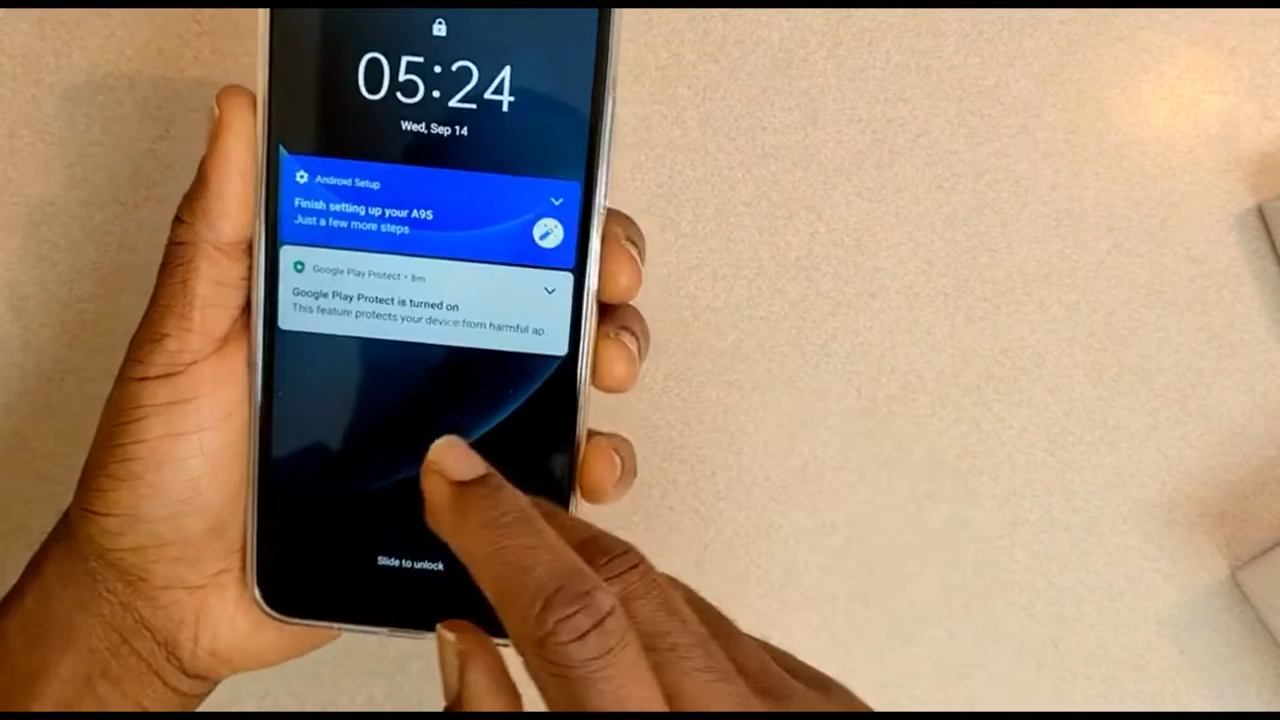 05:24
Wed, Sep 14
Android Setup
Finish setting up your A95
Just a few more steps
Google Play Protect • 8m
Google Play Protect is turned on
This feature protects your device from harmful ap..
Slide to unlock